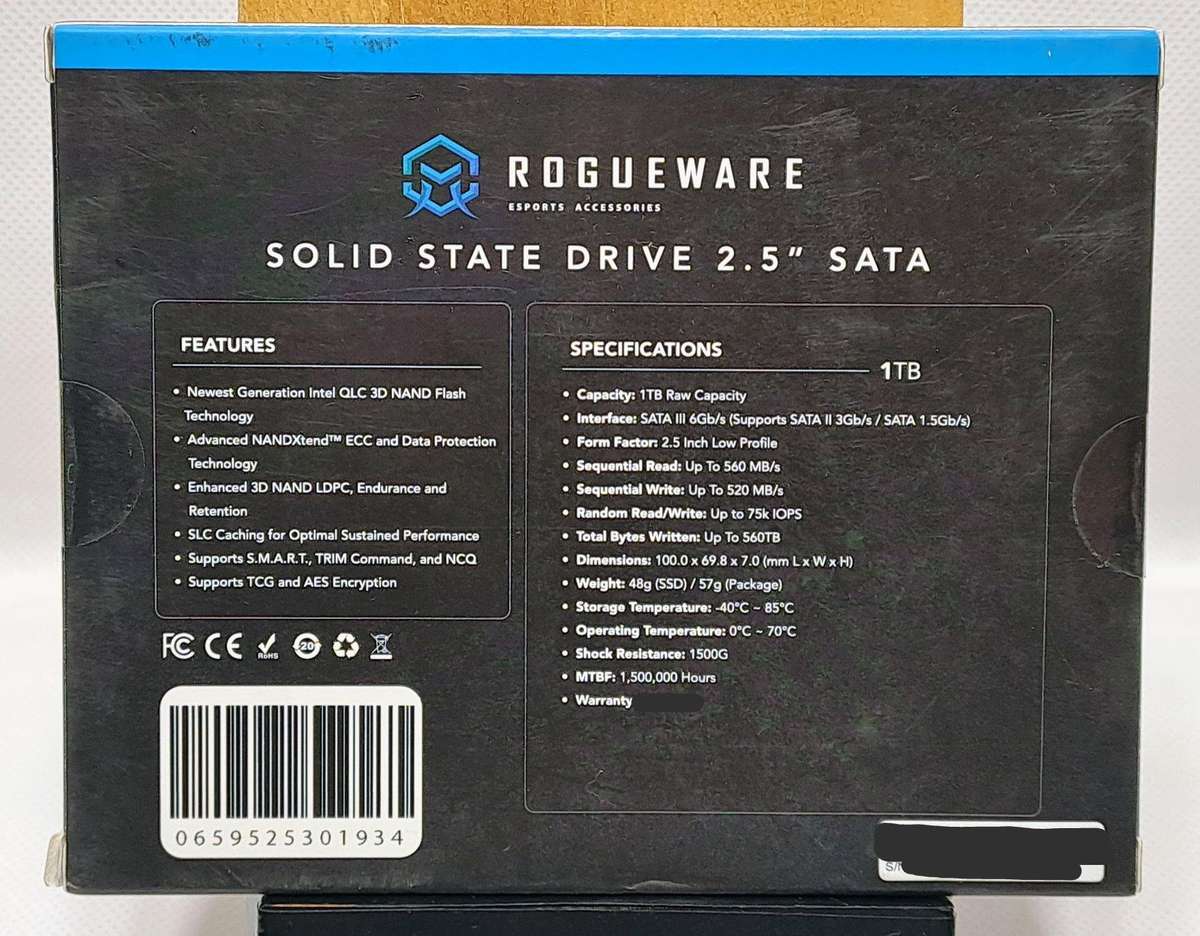 ROGUEWARE
ESPORTS ACCESSORIES
SOLID STATE DRIVE 2.5” SATA
FEATURES
• Newest Generation Intel QLC 3D NAND Flash
Technology
• Advanced NANDXtend™ ECC and Data Protection
Technology
• Enhanced 3D NAND LDPC, Endurance and
Retention
• SLC Caching for Optimal Sustained Performance
• Supports S.M.A.R.T., TRIM Command, and NCQ
• Supports TCG and AES Encryption
FC CE RoHS 20
0659525301934
SPECIFICATIONS
1TB
• Capacity: 1TB Raw Capacity
• Interface: SATA III 6Gb/s (Supports SATA II 3Gb/s / SATA 1.5Gb/s)
• Form Factor: 2.5 Inch Low Profile
• Sequential Read: Up To 560 MB/s
• Sequential Write: Up To 520 MB/s
• Random Read/Write: Up to 75k IOPS
• Total Bytes Written: Up To 560TB
• Dimensions: 100.0 x 69.8 x 7.0 (mm L x W x H)
• Weight: 48g (SSD) / 57g (Package)
• Storage Temperature: -40°C ~ 85°C
• Operating Temperature: 0°C ~ 70°C
• Shock Resistance: 1500G
• MTBF: 1,500,000 Hours
• Warranty